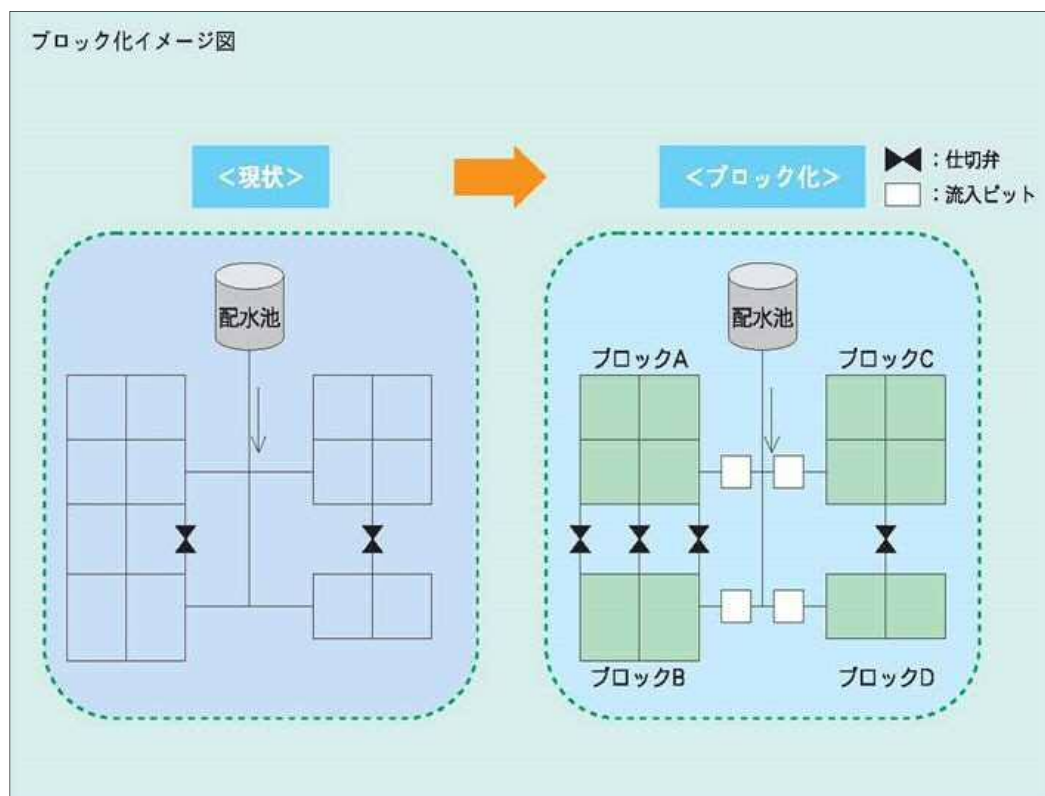 ブロック化イメージ図
<現状>
<ブロック化>
:仕切弁
:流入ピット
配水池
配水池
ブロックA
ブロックC
ブロックB
ブロックD